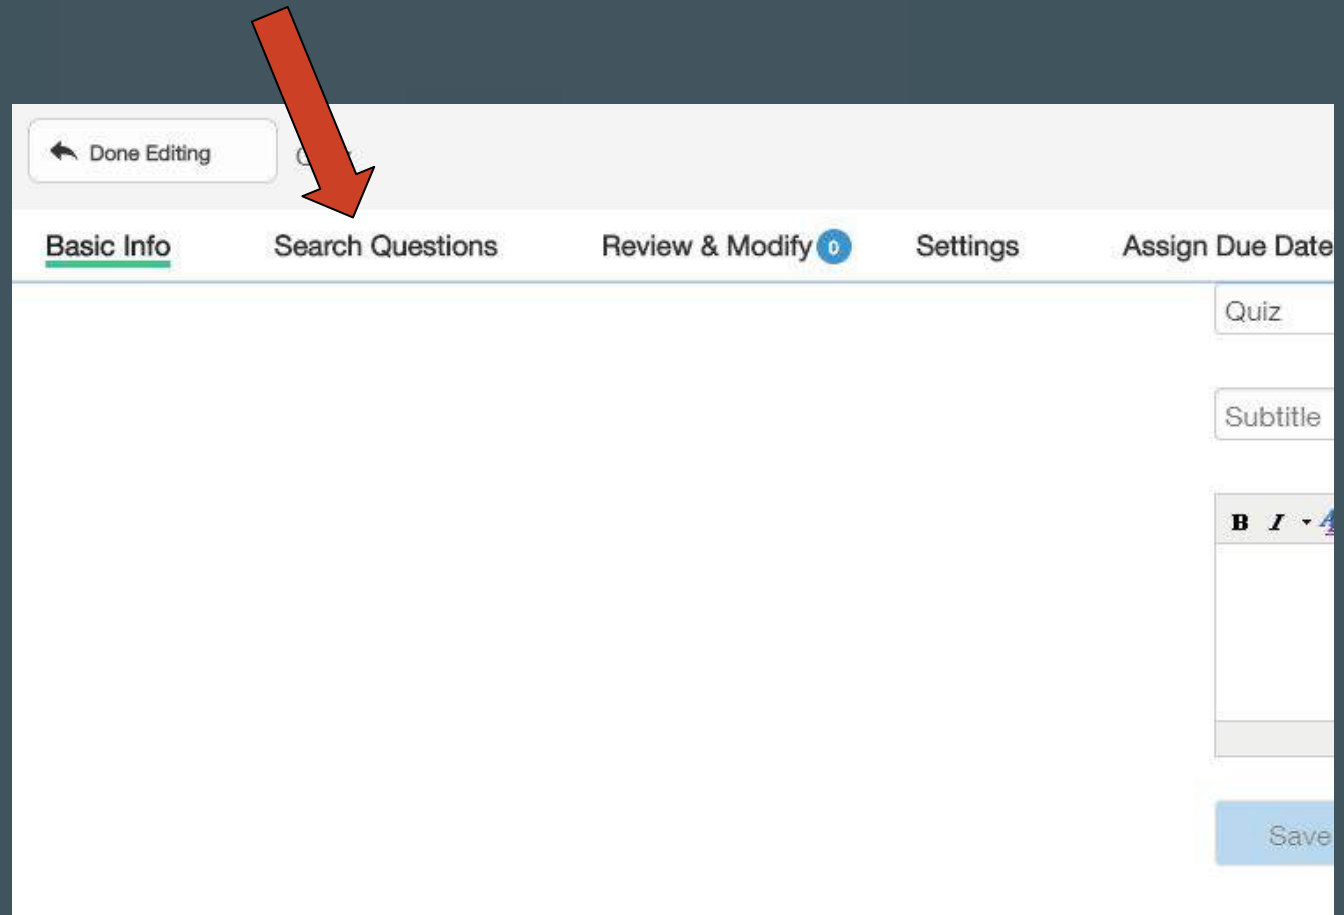 Done Editing
Basic Info Search Questions Review & Modify 0 Settings Assign Due Date
Quiz
Subtitle
B I
Save